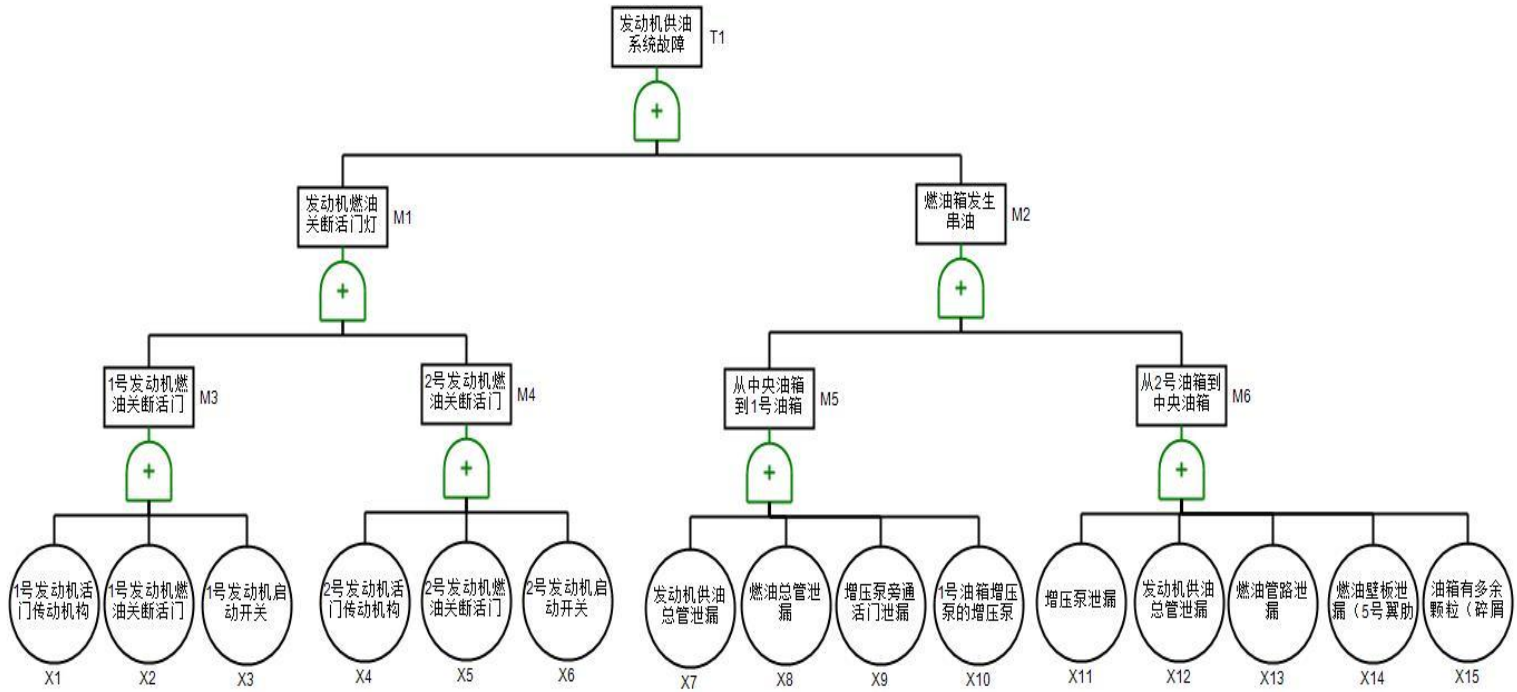 发动机供油
系统故障
T1
+
发动机燃油
关断活门灯
M1
燃油箱发生
串油
M2
+
+
1号发动机燃
油关断活门
M3
2号发动机燃
油关断活门
M4
从中央油箱
到1号油箱
M5
从2号油箱到
中央油箱
M6
+
+
+
+
1号发动机活
门传动机构
X1
1号发动机燃
油关断活门
X2
1号发动机启
动开关
X3
2号发动机活
门传动机构
X4
2号发动机燃
油关断活门
X5
2号发动机启
动开关
X6
发动机供油
总管泄漏
X7
燃油总管泄
漏
X8
增压泵旁通
活门泄漏
X9
1号油箱增压
泵的增压泵
X10
增压泵泄漏
X11
发动机供油
总管泄漏
X12
燃油管路泄
漏
X13
燃油壁板泄
漏（5号翼肋
X14
油箱有多余
颗粒（碎屑
X15